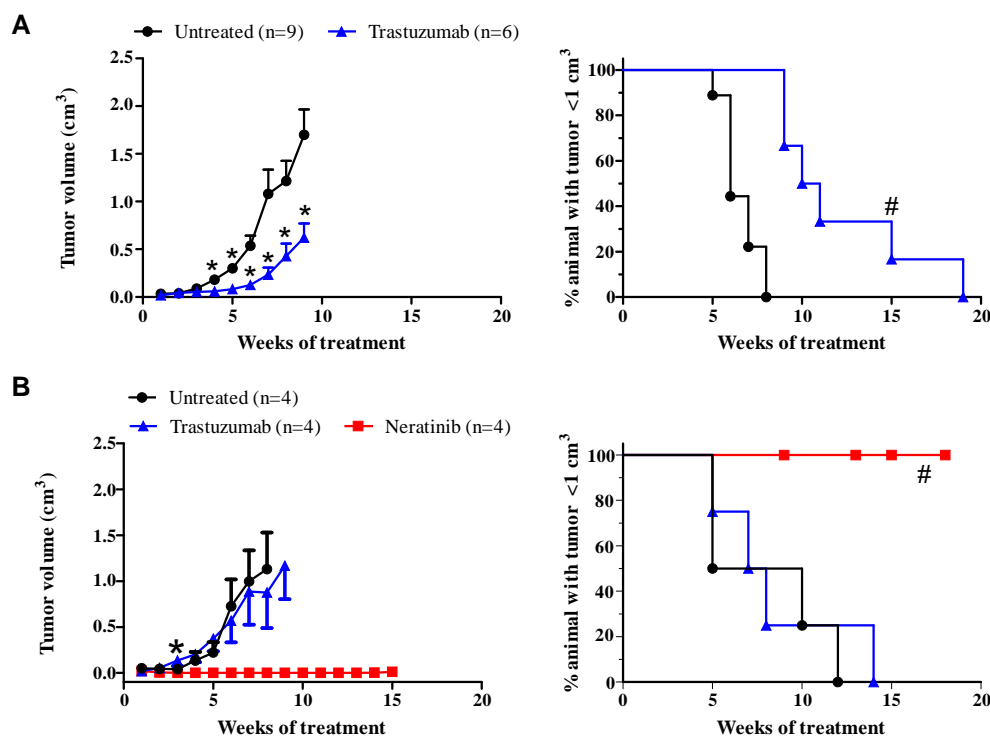 A
Untreated (n=9) Trastuzumab (n=6)
2.5
2.0
1.5
1.0
0.5
0.0
Tumor volume (cm³)
* * * * * *
0 5 10 15 20
Weeks of treatment
100
80
60
40
20
0
% animal with tumor <1 cm³
#
0 5 10 15 20
Weeks of treatment
B
Untreated (n=4)
Trastuzumab (n=4) Neratinib (n=4)
2.5
2.0
1.5
1.0
0.5
0.0
Tumor volume (cm³)
*
0 5 10 15 20
Weeks of treatment
100
80
60
40
20
0
% animal with tumor <1 cm³
#
0 5 10 15 20
Weeks of treatment